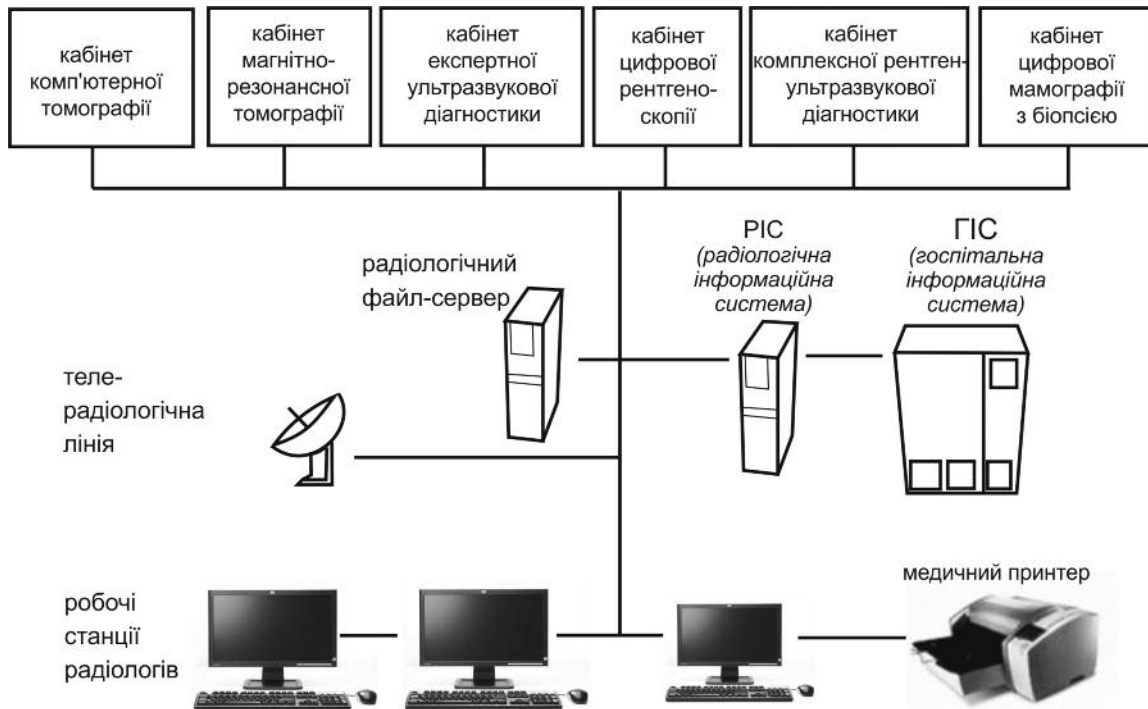 кабінет
комп'ютерної
томографії
кабінет
магнітно-
резонансної
томографії
кабінет
експертної
ультразвукової
діагностики
кабінет
цифрової
рентгено-
скопії
кабінет
комплексної рентген-
ультразвукової
діагностики
кабінет
цифрової
мамографії
з біопсією
радіологічний
файл-сервер
РІС
(радіологічна
інформаційна
система)
ГІС
(госпітальна
інформаційна
система)
теле-
радіологічна
лінія
робочі
станції
радіологів
медичний принтер